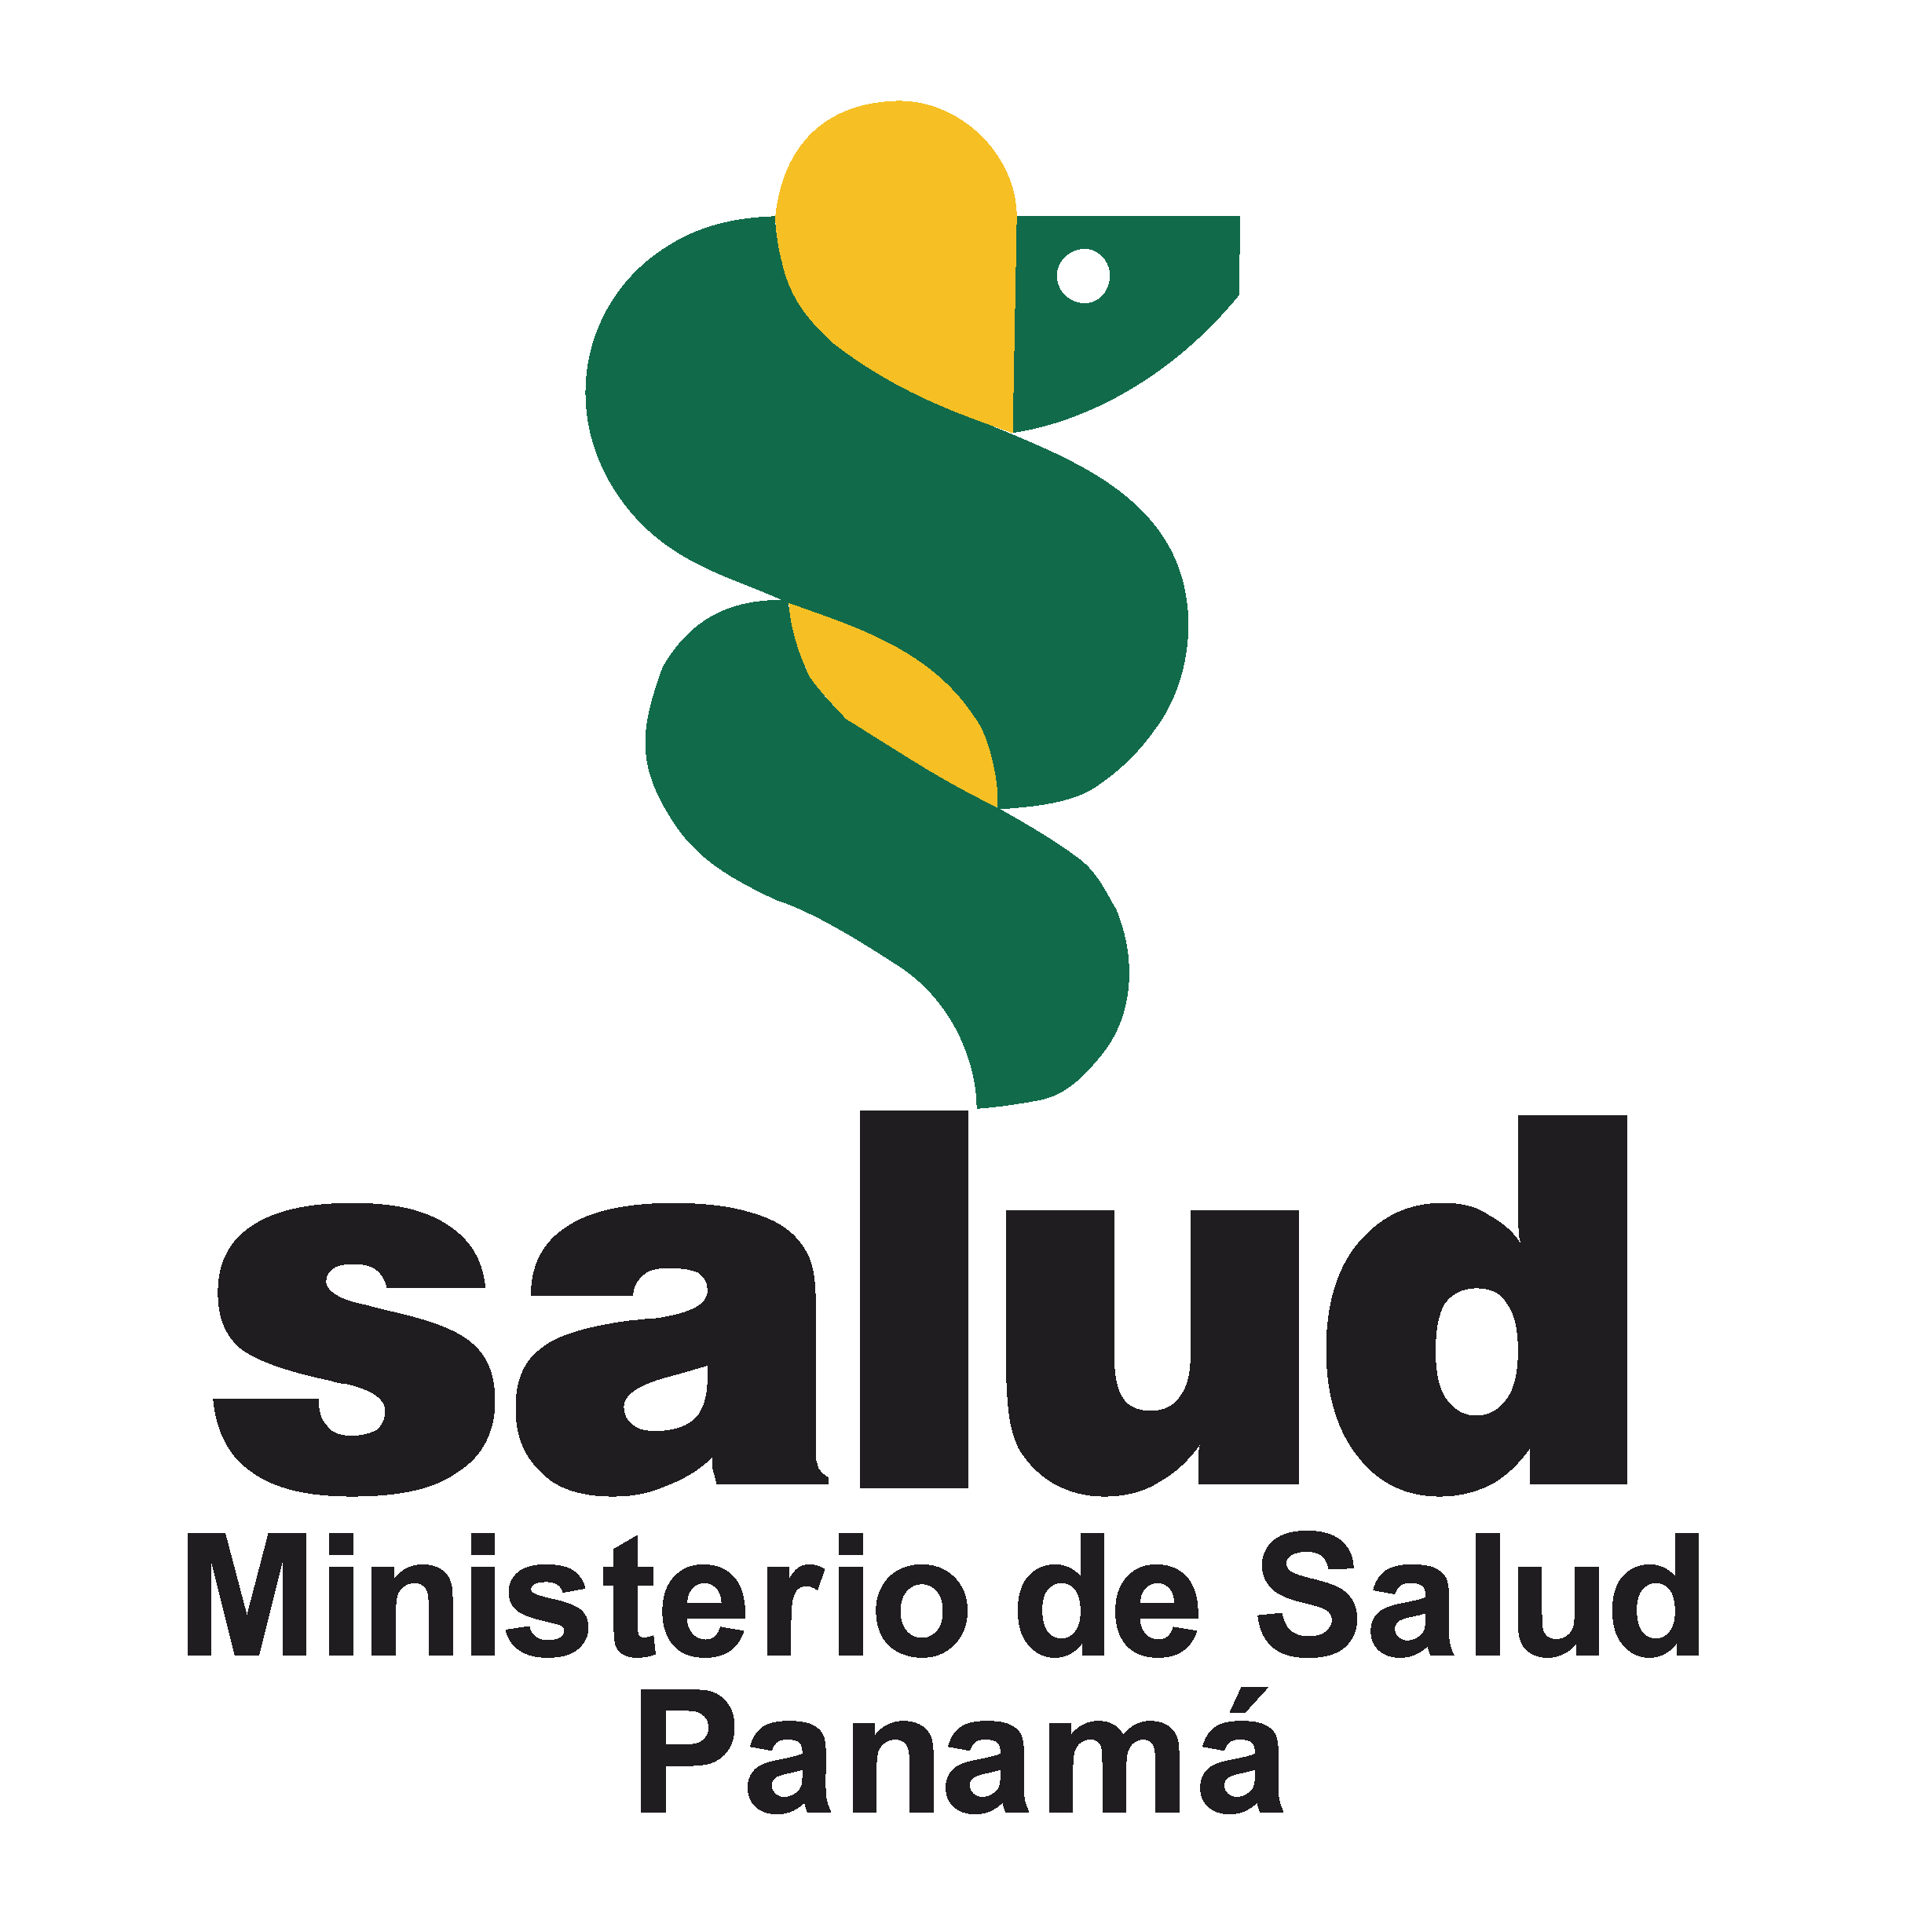 salud
Ministerio de Salud
Panamá